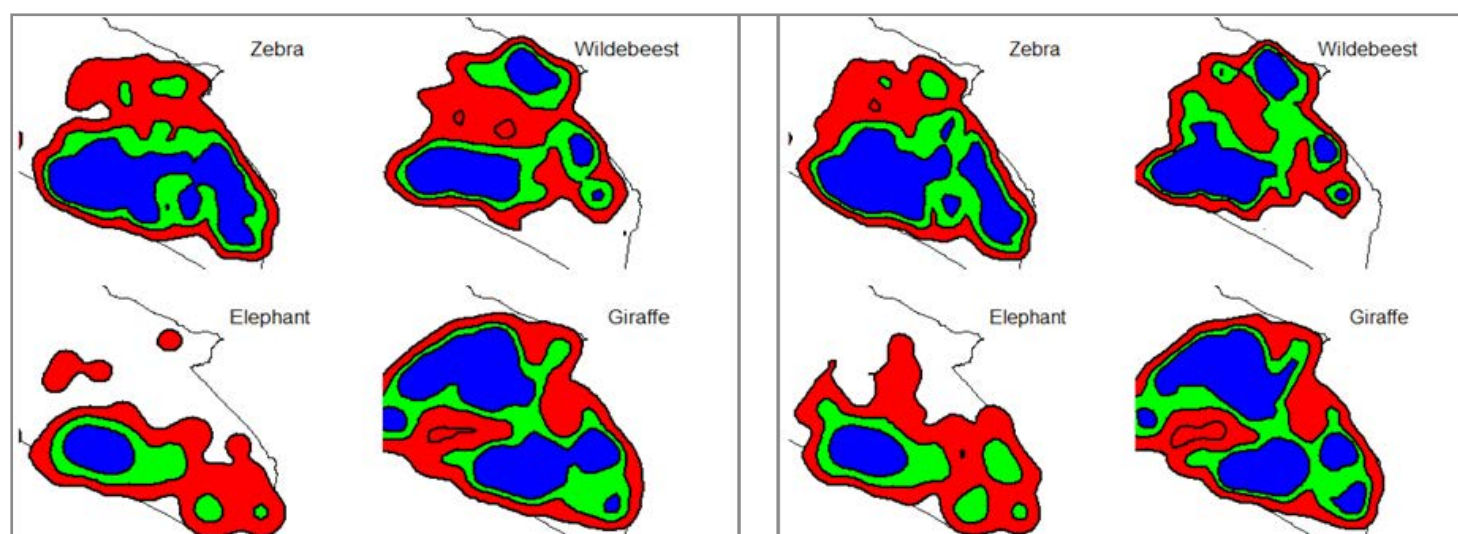 Zebra
Wildebeest
Elephant
Giraffe
Zebra
Wildebeest
Elephant
Giraffe